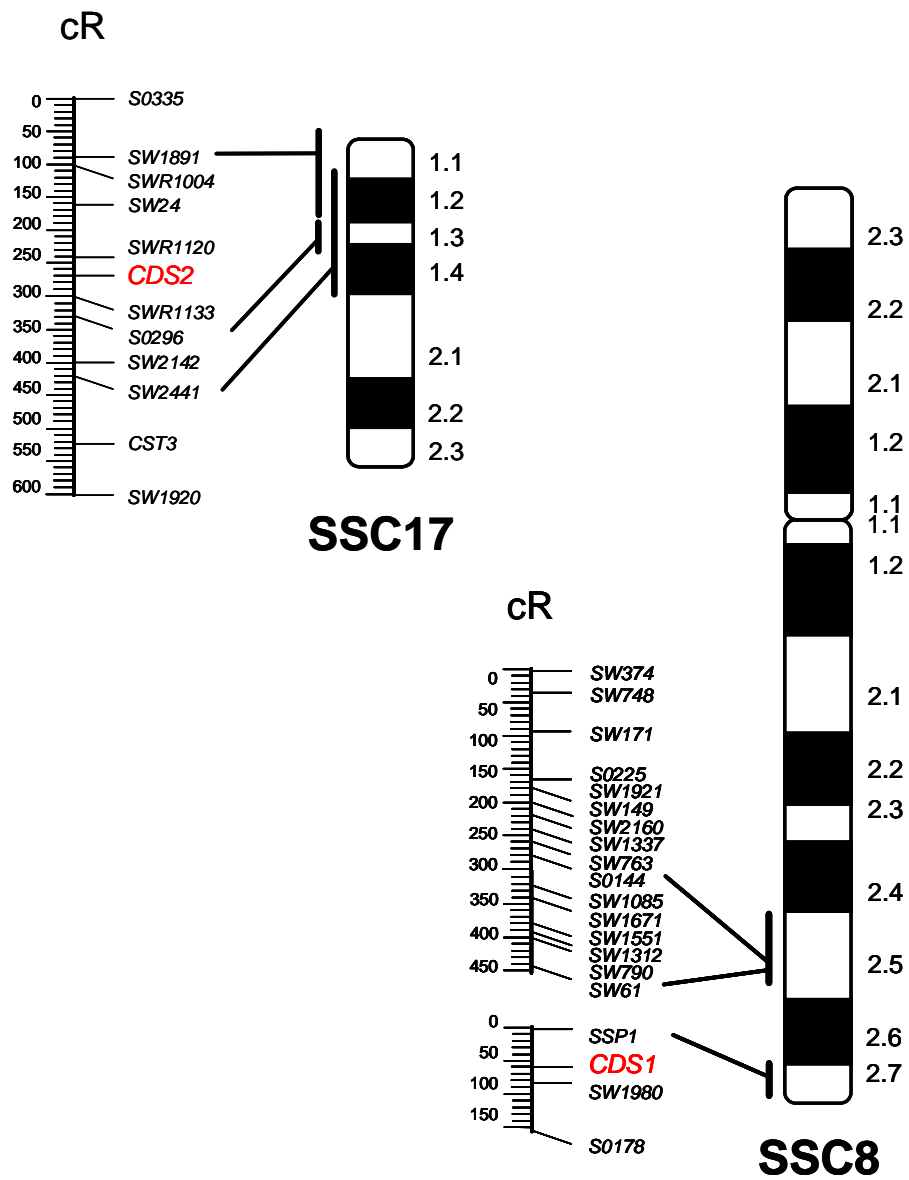 cR
0
50
100
150
200
250
300
350
400
450
500
550
600
S0335
SW1891
SWR1004
SW24
SWR1120
CDS2
SWR1133
S0296
SW2142
SW2441
CST3
SW1920
1.1
1.2
1.3
1.4
2.1
2.2
2.3
SSC17
cR
0
50
100
150
200
250
300
350
400
450
SW374
SW748
SW171
S0225
SW1921
SW149
SW2160
SW1337
SW763
S0144
SW1085
SW1671
SW1551
SW1312
SW790
SW61
0
50
100
150
SSP1
CDS1
SW1980
S0178
2.3
2.2
2.1
1.2
1.1
1.1
1.2
2.1
2.2
2.3
2.4
2.5
2.6
2.7
SSC8